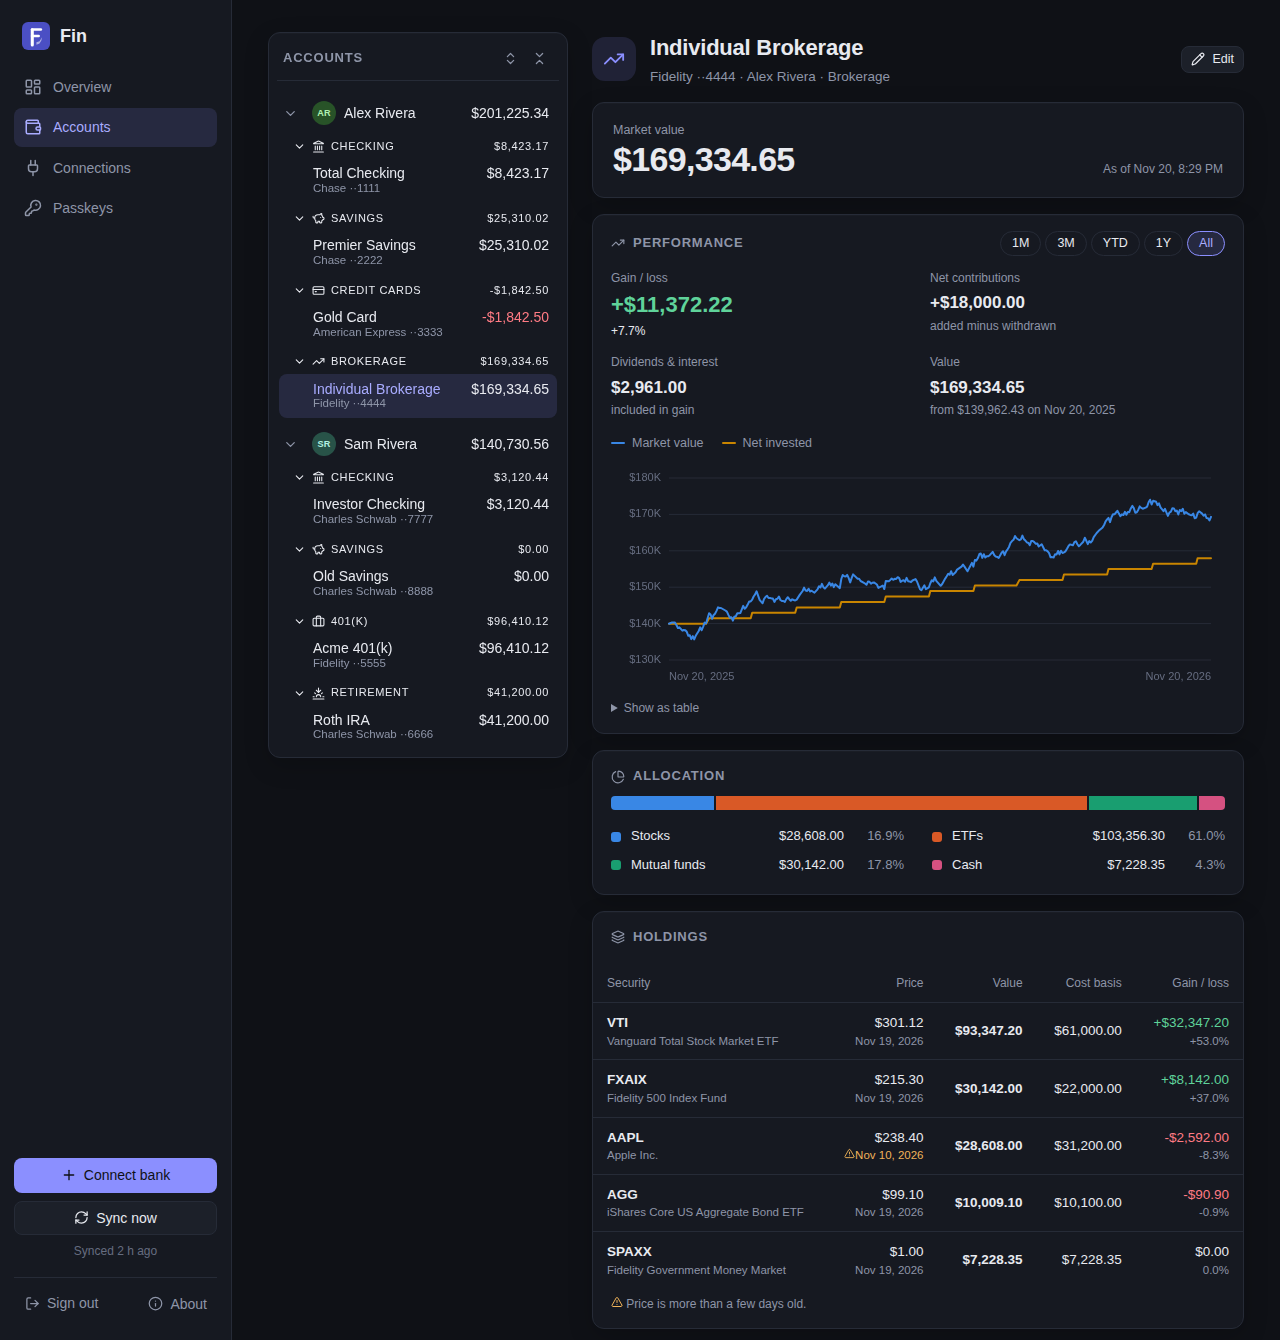 Fin
Overview
Accounts
Connections
Passkeys
Connect bank
Sync now
Synced 2 h ago
Sign out
About
ACCOUNTS
AR Alex Rivera $201,225.34
CHECKING $8,423.17
Total Checking $8,423.17
Chase ··1111
SAVINGS $25,310.02
Premier Savings $25,310.02
Chase ··2222
CREDIT CARDS -$1,842.50
Gold Card -$1,842.50
American Express ··3333
BROKERAGE $169,334.65
Individual Brokerage $169,334.65
Fidelity ··4444
SR Sam Rivera $140,730.56
CHECKING $3,120.44
Investor Checking $3,120.44
Charles Schwab ··7777
SAVINGS $0.00
Old Savings $0.00
Charles Schwab ··8888
401(K) $96,410.12
Acme 401(k) $96,410.12
Fidelity ··5555
RETIREMENT $41,200.00
Roth IRA $41,200.00
Charles Schwab ··6666
Individual Brokerage
Fidelity ··4444 · Alex Rivera · Brokerage
Edit
Market value
$169,334.65
As of Nov 20, 8:29 PM
PERFORMANCE
1M 3M YTD 1Y All
Gain / loss
+$11,372.22
+7.7%
Net contributions
+$18,000.00
added minus withdrawn
Dividends & interest
$2,961.00
included in gain
Value
$169,334.65
from $139,962.43 on Nov 20, 2025
Market value Net invested
$180K
$170K
$160K
$150K
$140K
$130K
Nov 20, 2025 Nov 20, 2026
Show as table
ALLOCATION
Stocks $28,608.00 16.9%
ETFs $103,356.30 61.0%
Mutual funds $30,142.00 17.8%
Cash $7,228.35 4.3%
HOLDINGS
Security Price Value Cost basis Gain / loss
VTI $301.12 $93,347.20 $61,000.00 +$32,347.20
Vanguard Total Stock Market ETF Nov 19, 2026 +53.0%
FXAIX $215.30 $30,142.00 $22,000.00 +$8,142.00
Fidelity 500 Index Fund Nov 19, 2026 +37.0%
AAPL $238.40 $28,608.00 $31,200.00 -$2,592.00
Apple Inc. Nov 10, 2026 -8.3%
AGG $99.10 $10,009.10 $10,100.00 -$90.90
iShares Core US Aggregate Bond ETF Nov 19, 2026 -0.9%
SPAXX $1.00 $7,228.35 $7,228.35 $0.00
Fidelity Government Money Market Nov 19, 2026 0.0%
Price is more than a few days old.